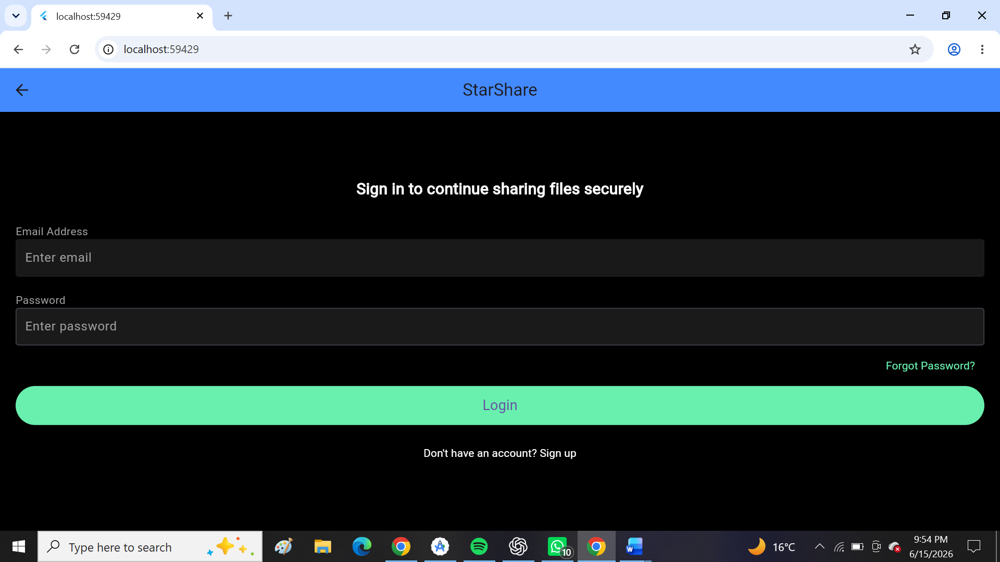 localhost:59429
localhost:59429
StarShare
Sign in to continue sharing files securely
Email Address
Enter email
Password
Enter password
Forgot Password?
Login
Don't have an account? Sign up
Type here to search
10
W
16°C
9:54 PM
6/15/2026